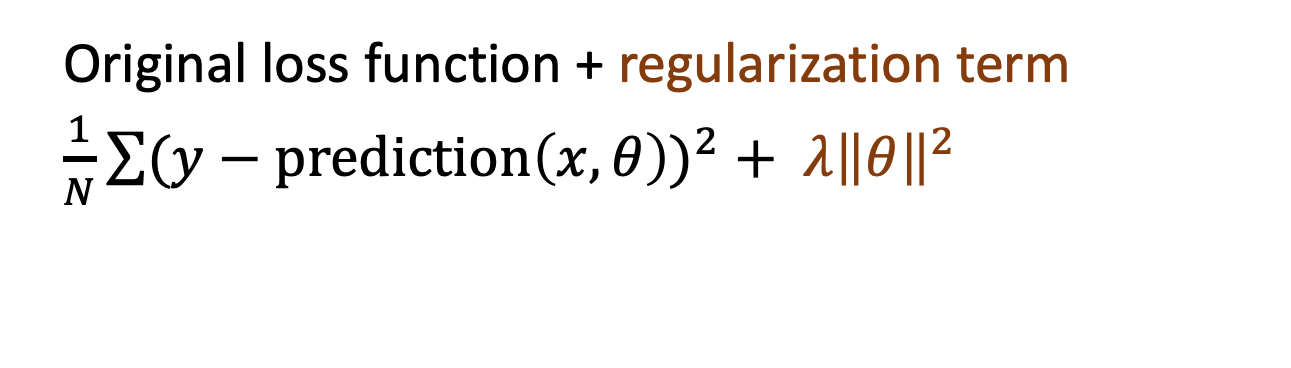 Original loss function + regularization term
1/N ∑(y − prediction(x, θ))² + λ‖θ‖²